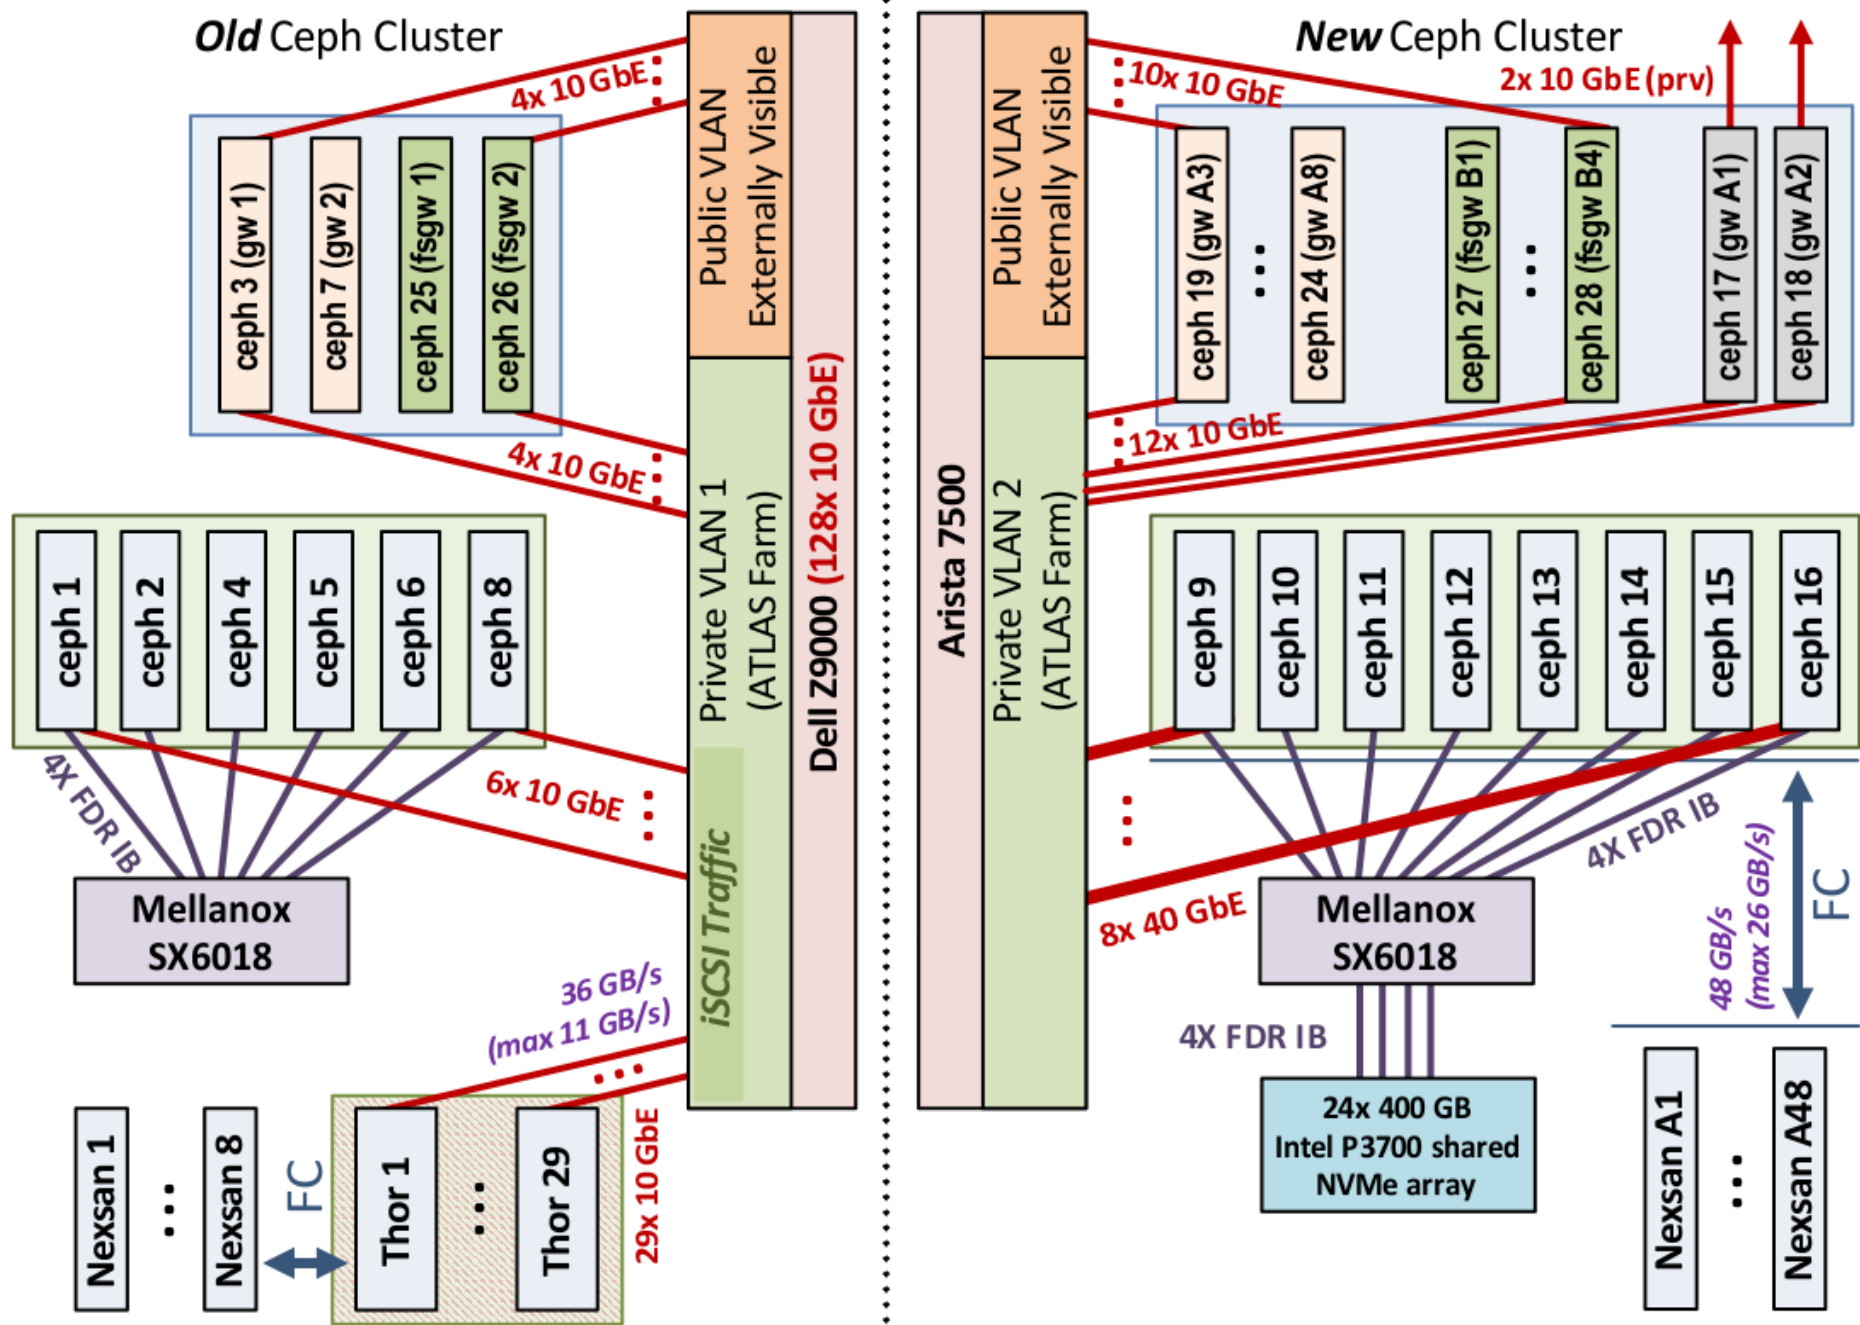 Old Ceph Cluster
4x 10 GbE
ceph 3 (gw 1)
ceph 7 (gw 2)
ceph 25 (fsgw 1)
ceph 26 (fsgw 2)
4x 10 GbE
ceph 1
ceph 2
ceph 4
ceph 5
ceph 6
ceph 8
4X FDR IB
6x 10 GbE
Mellanox
SX6018
36 GB/s
(max 11 GB/s)
Nexsan 1
Nexsan 8
FC
Thor 1
Thor 29
29x 10 GbE
Public VLAN
Externally Visible
Private VLAN 1
(ATLAS Farm)
iSCSI Traffic
Dell Z9000 (128x 10 GbE)
New Ceph Cluster
Arista 7500
Public VLAN
Externally Visible
Private VLAN 2
(ATLAS Farm)
10x 10 GbE
2x 10 GbE (prv)
ceph 19 (gw A3)
ceph 24 (gw A8)
ceph 27 (fsgw B1)
ceph 28 (fsgw B4)
ceph 17 (gw A1)
ceph 18 (gw A2)
12x 10 GbE
ceph 9
ceph 10
ceph 11
ceph 12
ceph 13
ceph 14
ceph 15
ceph 16
8x 40 GbE
4X FDR IB
Mellanox
SX6018
4X FDR IB
24x 400 GB
Intel P3700 shared
NVMe array
48 GB/s
(max 26 GB/s)
FC
Nexsan A1
Nexsan A48